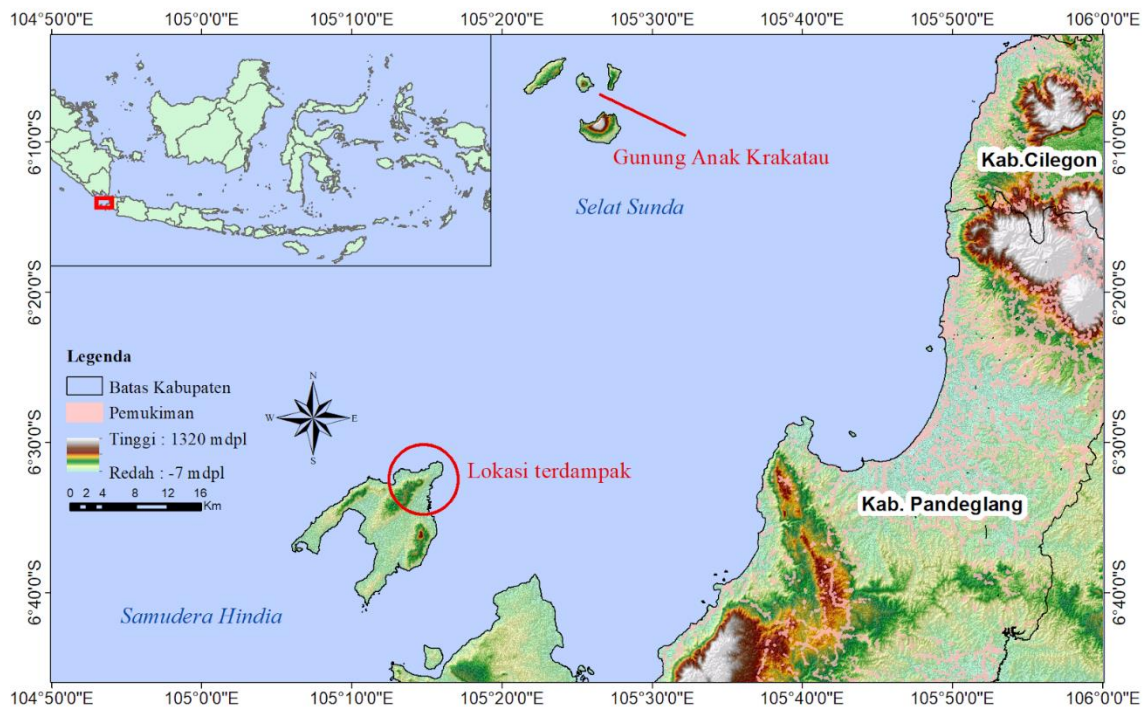 104°50'0"E 105°0'0"E 105°10'0"E 105°20'0"E 105°30'0"E 105°40'0"E 105°50'0"E 106°0'0"E
6°10'0"S
6°10'0"S
Gunung Anak Krakatau
Kab.Cilegon
Selat Sunda
6°20'0"S
6°20'0"S
Legenda
Batas Kabupaten
Pemukiman
Tinggi : 1320 mdpl
Redah : -7 mdpl
0 2 4 8 12 16
Km
N
W E
S
6°30'0"S
6°30'0"S
Lokasi terdampak
Kab. Pandeglang
6°40'0"S
6°40'0"S
Samudera Hindia
104°50'0"E 105°0'0"E 105°10'0"E 105°20'0"E 105°30'0"E 105°40'0"E 105°50'0"E 106°0'0"E